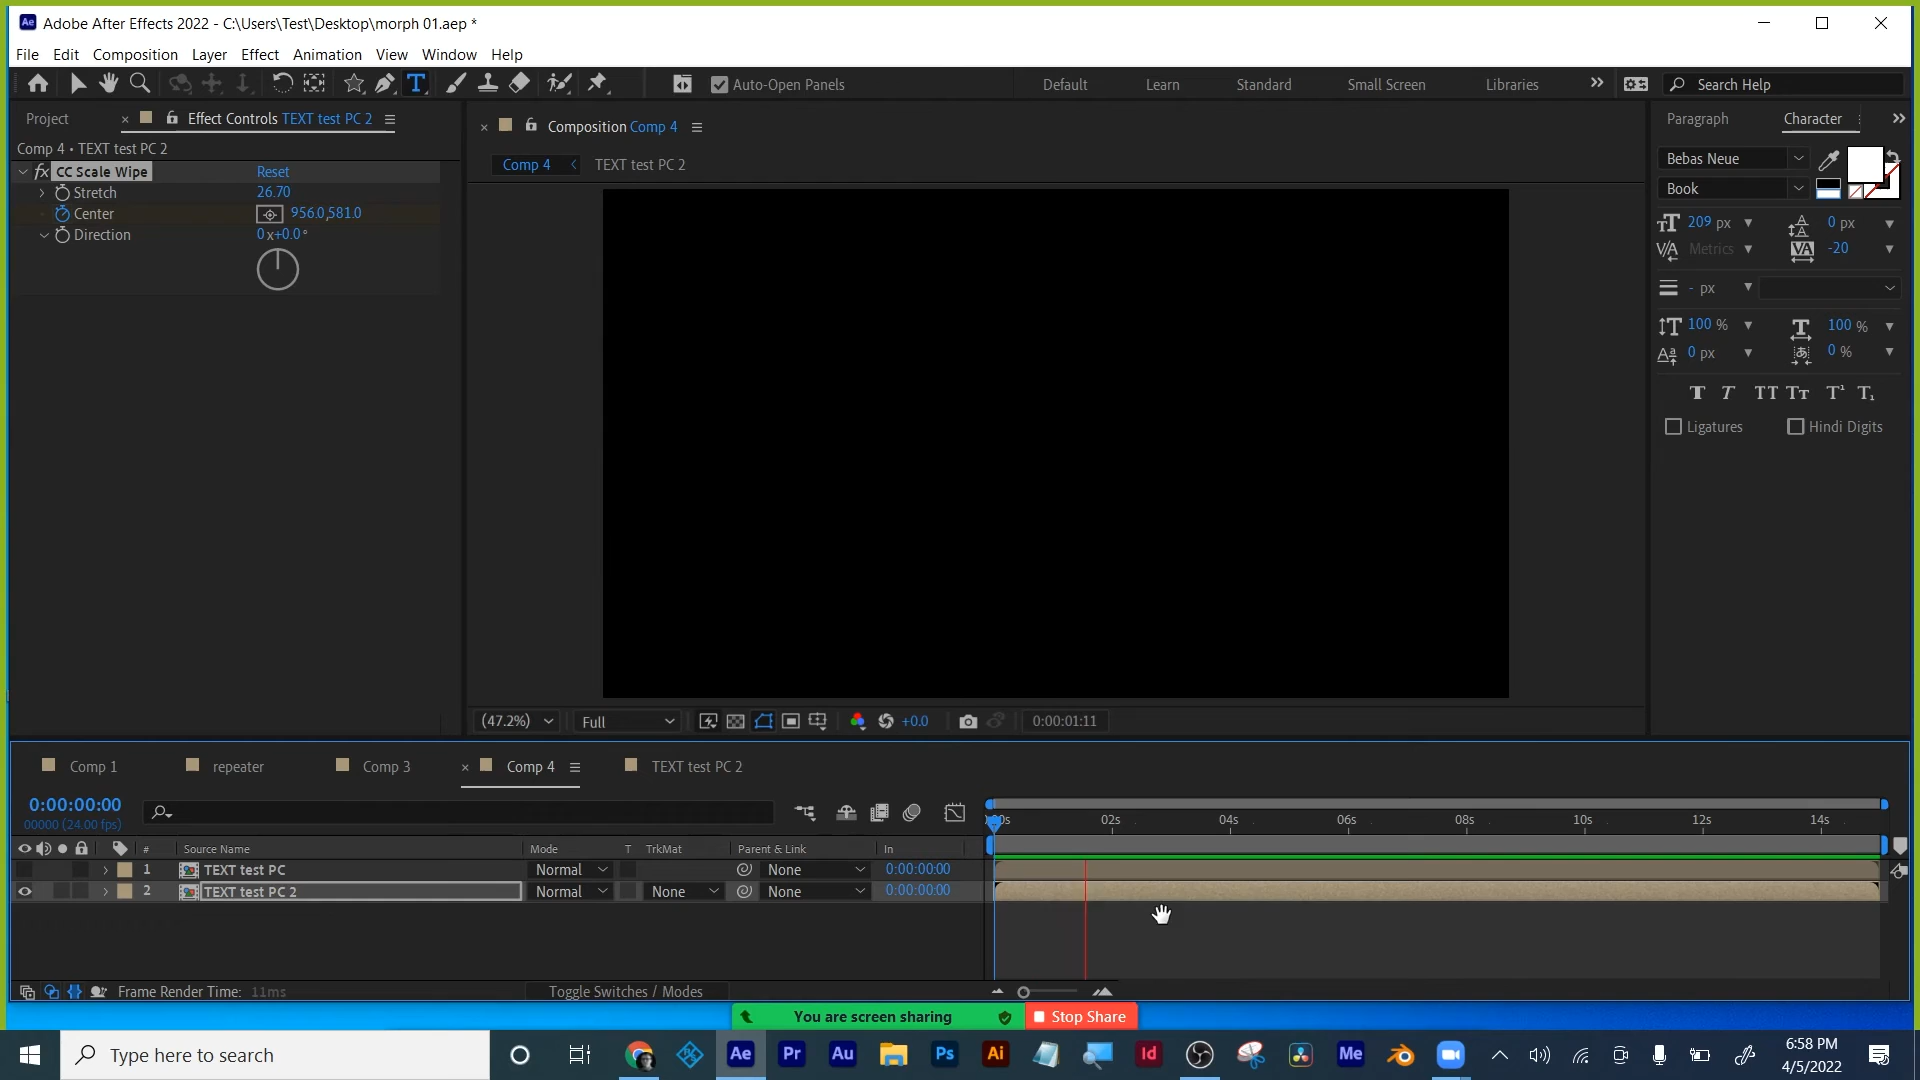 Adobe After Effects 2022 - C:\Users\Test\Desktop\morph 01.aep *
File Edit Composition Layer Effect Animation View Window Help
Auto-Open Panels Default Learn Standard Small Screen Libraries Search Help
Project Effect Controls TEXT test PC 2
Comp 4 • TEXT test PC 2
fx CC Scale Wipe Reset
Stretch 26.70
Center 956.0,581.0
Direction 0x+0.0°
Composition Comp 4
Comp 4 TEXT test PC 2
Paragraph Character
Bebas Neue
Book
209 px 0 px
Metrics -20
- px
100 % 100 %
0 px 0 %
Ligatures Hindi Digits
(47.2%) Full +0.0 0:00:01:11
Comp 1 repeater Comp 3 Comp 4 TEXT test PC 2
0:00:00:00
00000 (24.00 fps)
02s 04s 06s 08s 10s 12s 14s
# Source Name Mode T TrkMat Parent & Link In
1 TEXT test PC Normal None 0:00:00:00
2 TEXT test PC 2 Normal None None 0:00:00:00
Frame Render Time: 11ms Toggle Switches / Modes
You are screen sharing Stop Share
Type here to search
Ae Pr Au Ps Ai Id Me
6:58 PM
4/5/2022